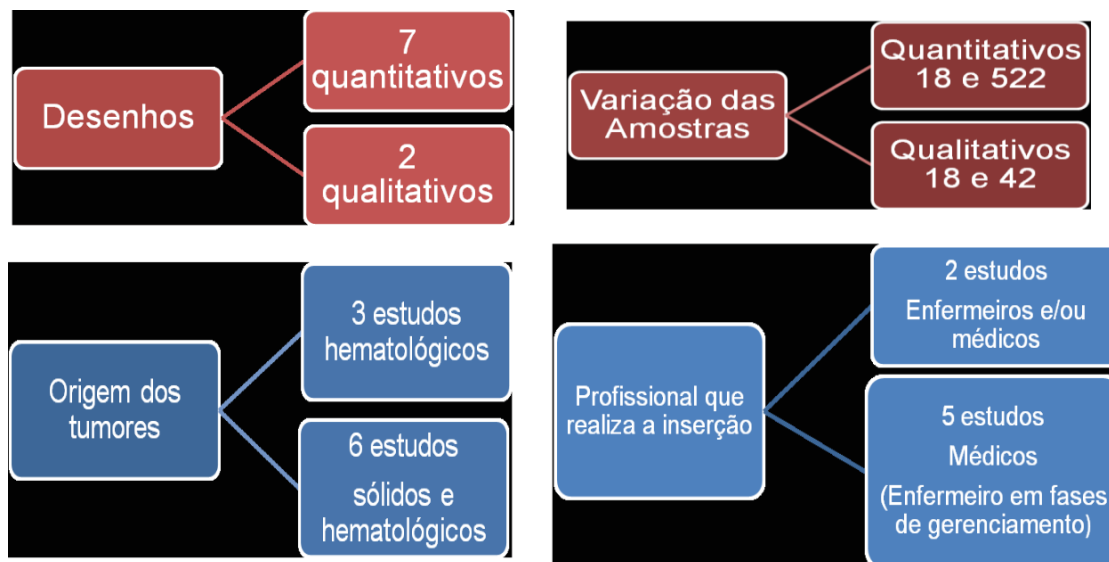 Desenhos
7
quantitativos
2
qualitativos
Variação das
Amostras
Quantitativos
18 e 522
Qualitativos
18 e 42
Origem dos
tumores
3 estudos
hematológicos
6 estudos
sólidos e
hematológicos
Profissional que
realiza a inserção
2 estudos
Enfermeiros e/ou
médicos
5 estudos
Médicos
(Enfermeiro em fases
de gerenciamento)